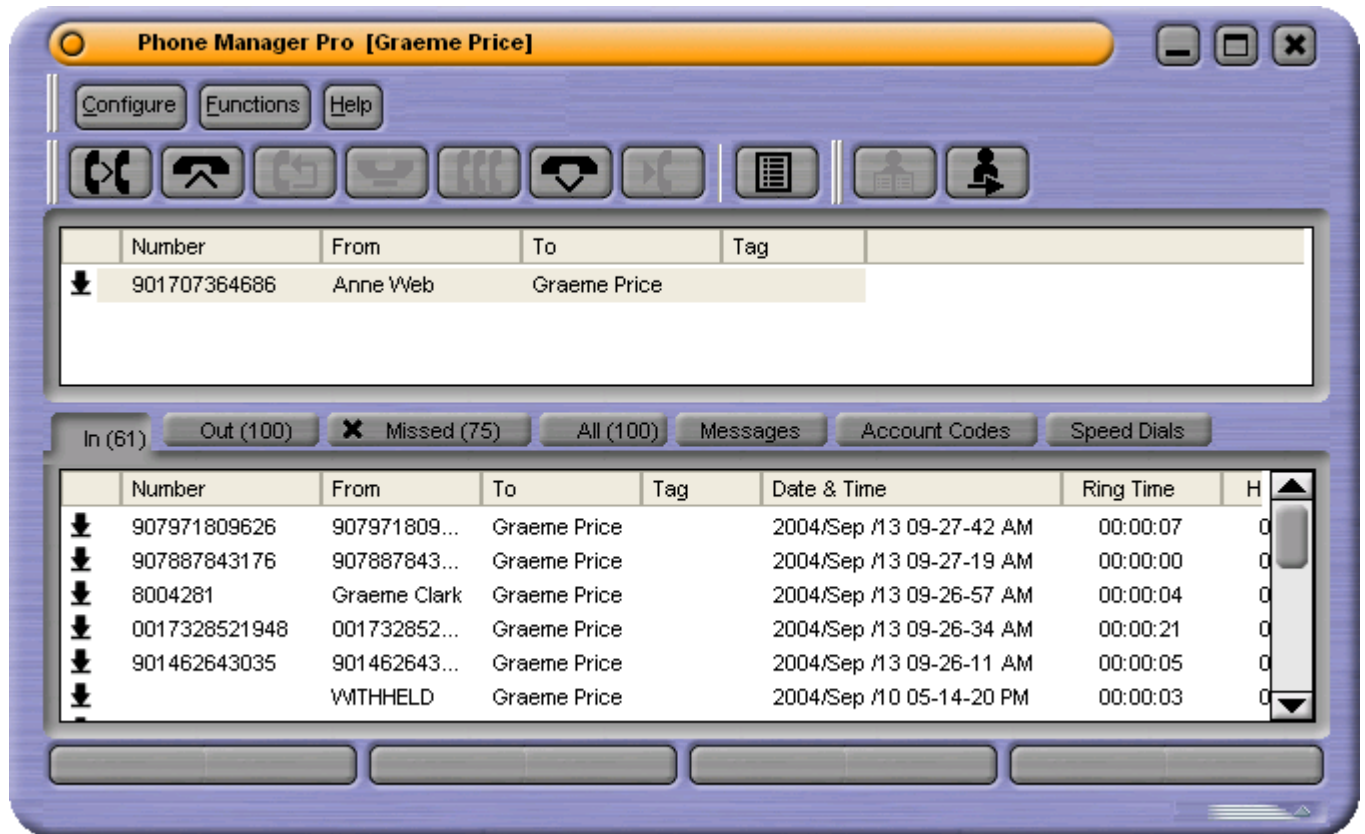 Phone Manager Pro [Graeme Price]
Configure Functions Help
Number From To Tag
901707364686 Anne Web Graeme Price
In (61) Out (100) Missed (75) All (100) Messages Account Codes Speed Dials
Number From To Tag Date & Time Ring Time H
907971809626 907971809... Graeme Price 2004/Sep /13 09-27-42 AM 00:00:07 0
907887843176 907887843... Graeme Price 2004/Sep /13 09-27-19 AM 00:00:00 0
8004281 Graeme Clark Graeme Price 2004/Sep /13 09-26-57 AM 00:00:04 0
0017328521948 001732852... Graeme Price 2004/Sep /13 09-26-34 AM 00:00:21 0
901462643035 901462643... Graeme Price 2004/Sep /13 09-26-11 AM 00:00:05 0
WITHHELD Graeme Price 2004/Sep /10 05-14-20 PM 00:00:03 0